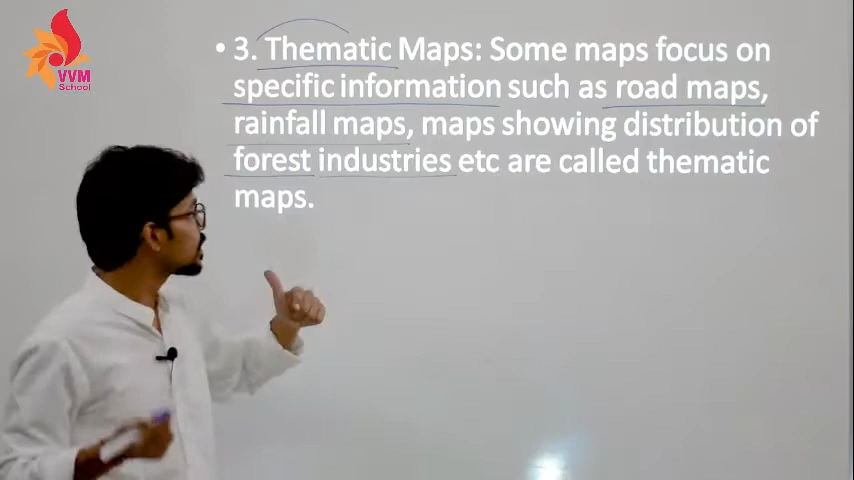 VVM
School
• 3. Thematic Maps: Some maps focus on
specific information such as road maps,
rainfall maps, maps showing distribution of
forest industries etc are called thematic
maps.